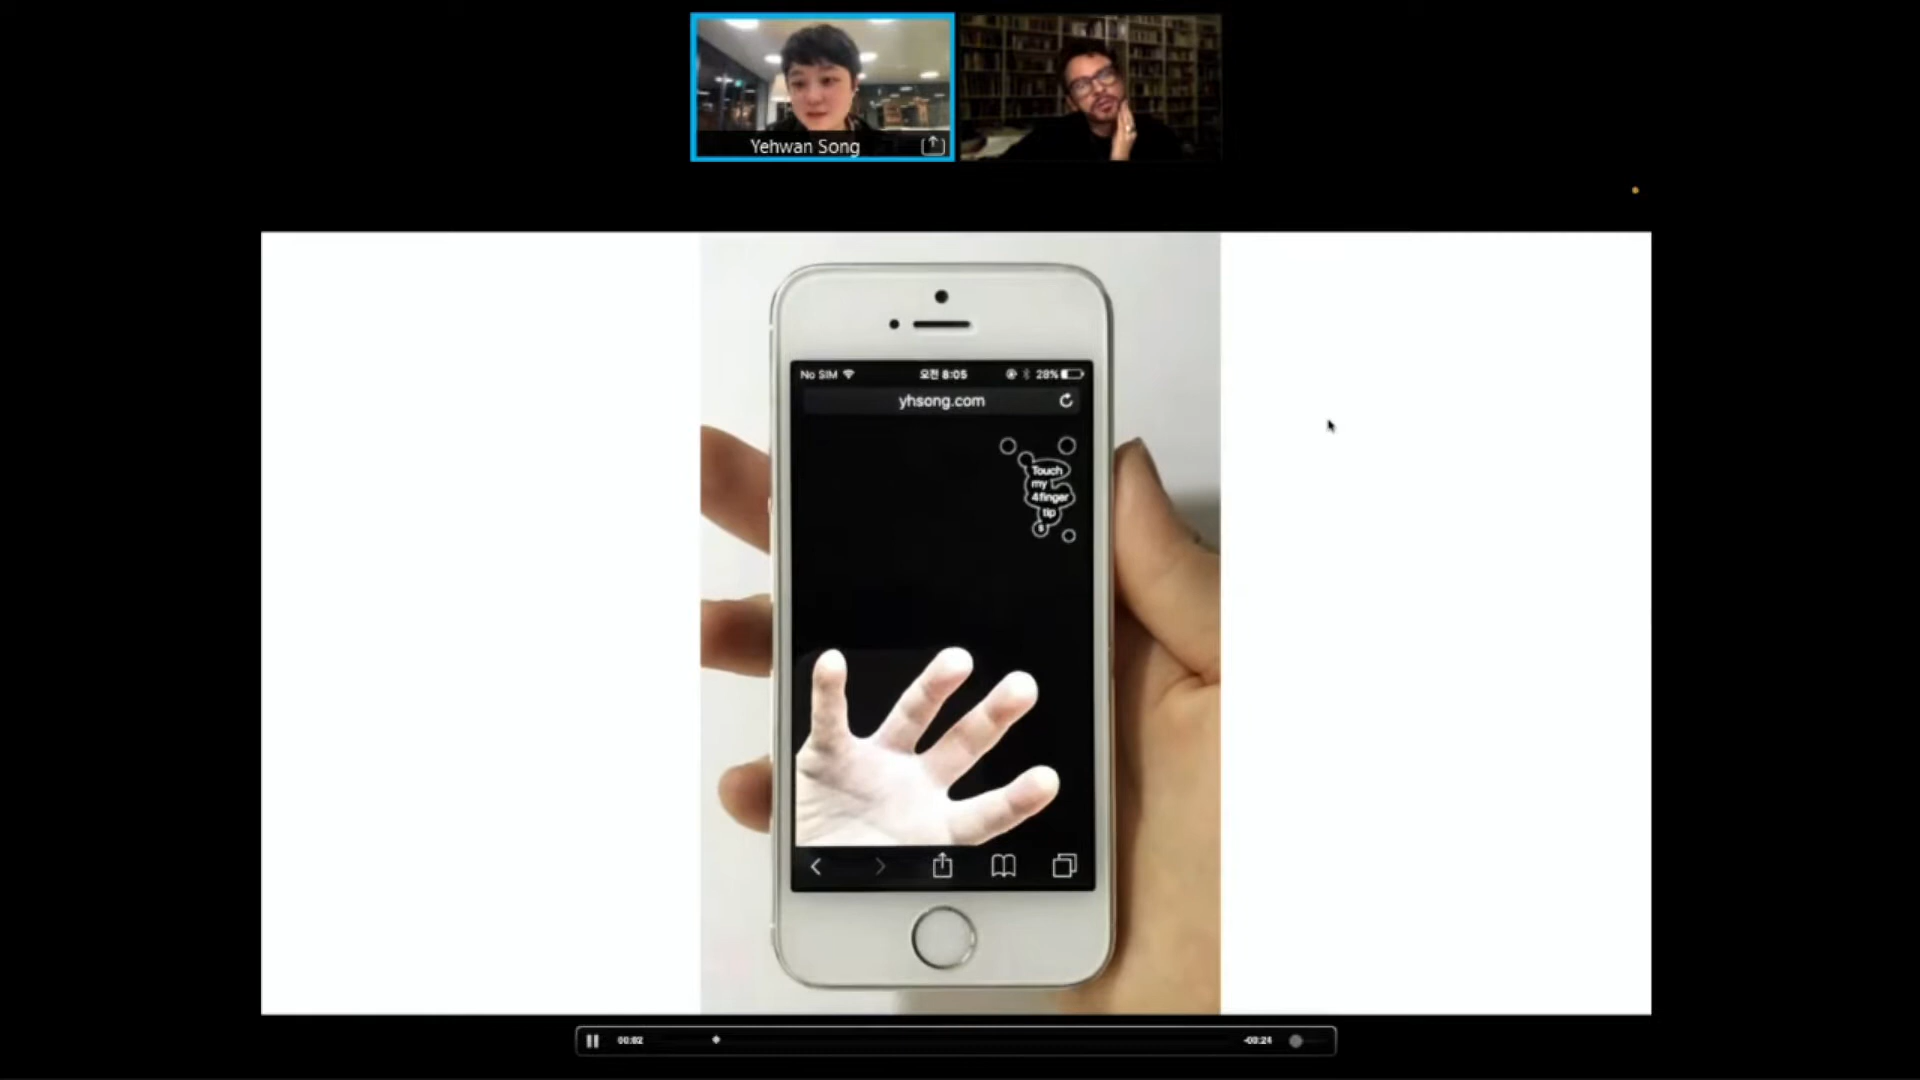 Yehwan Song
No SIM
오전 8:05
28%
yhsong.com
Touch
my
4finger
tip
s
00:02
-00:24